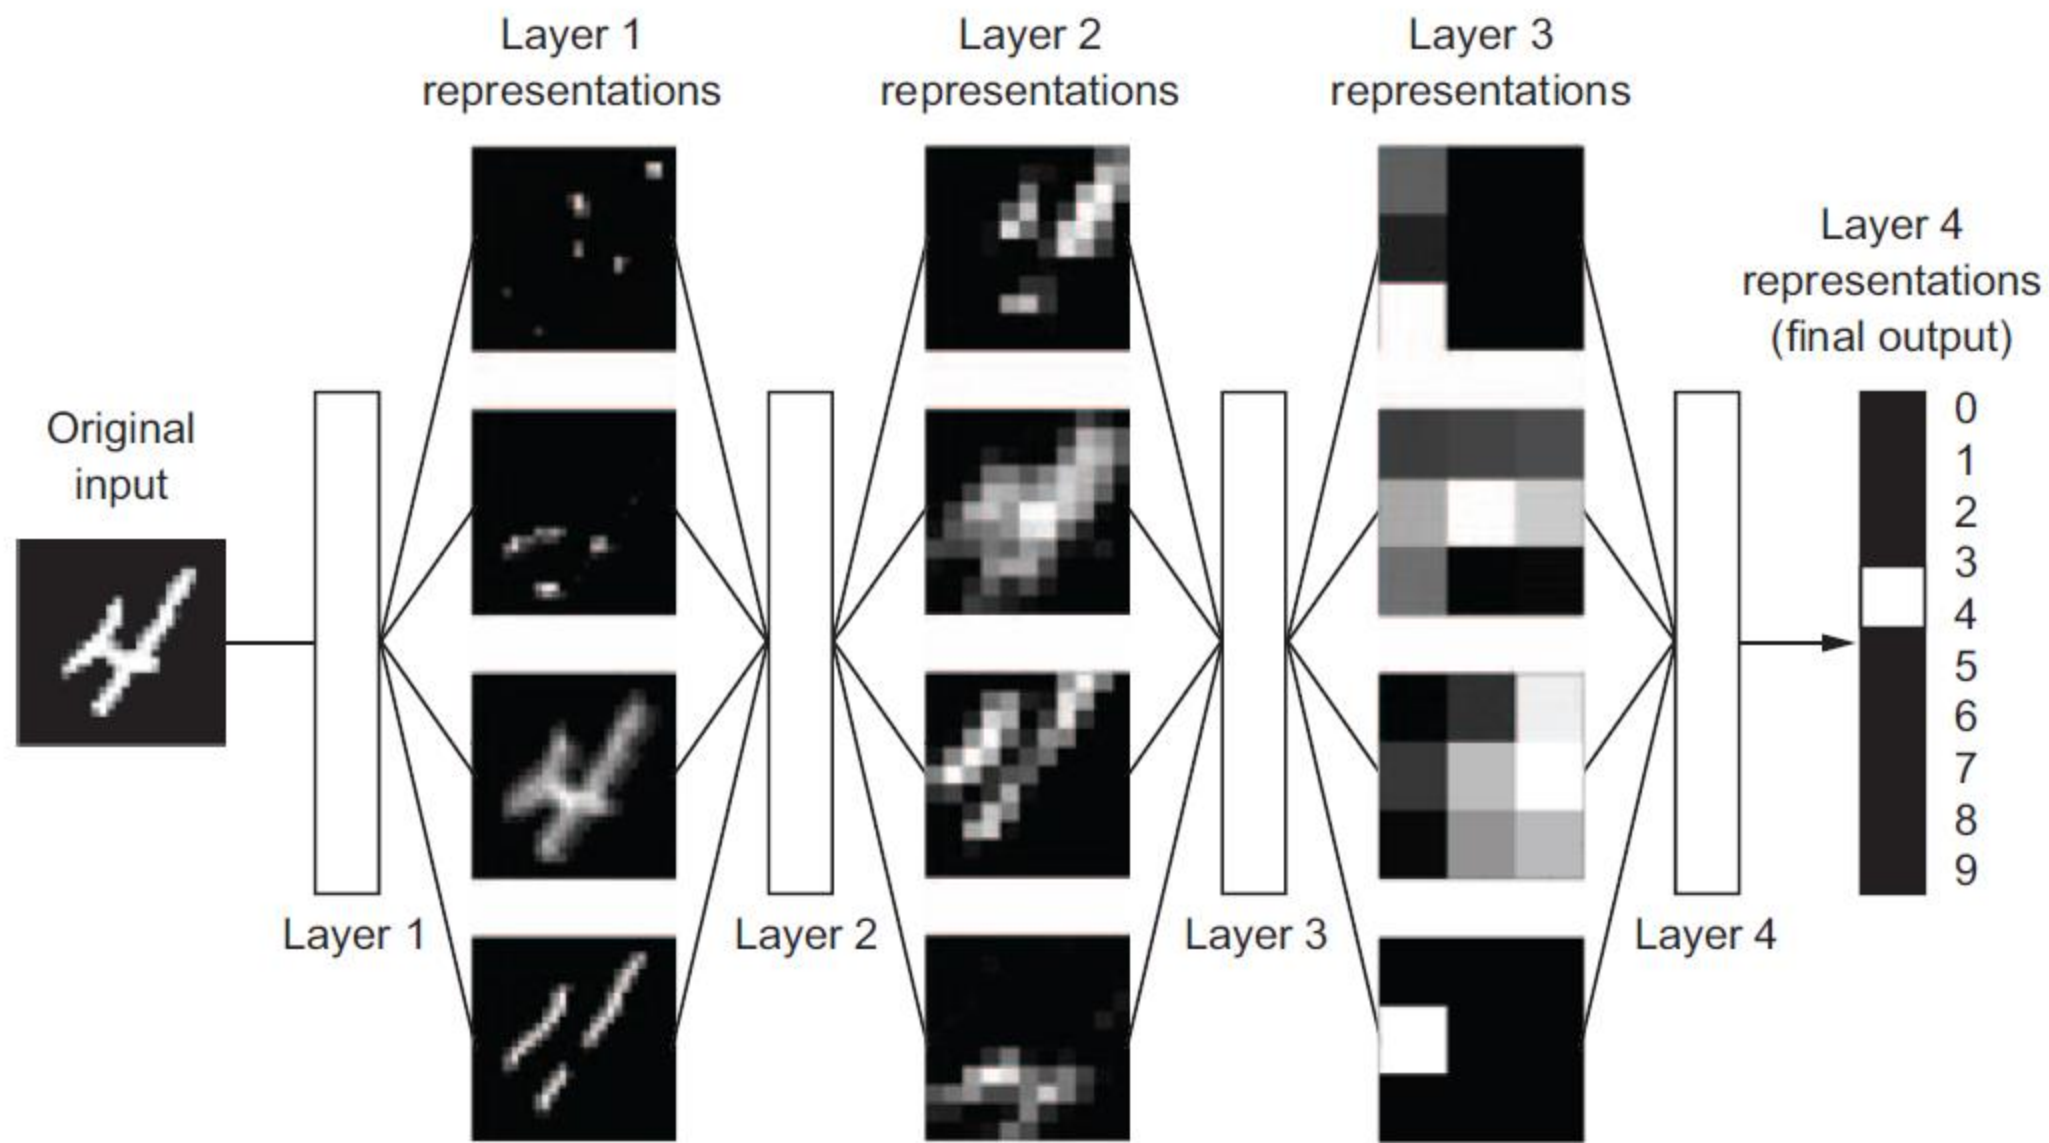 Layer 1
representations
Layer 2
representations
Layer 3
representations
Layer 4
representations
(final output)
Original
input
0
1
2
3
4
5
6
7
8
9
Layer 1
Layer 2
Layer 3
Layer 4